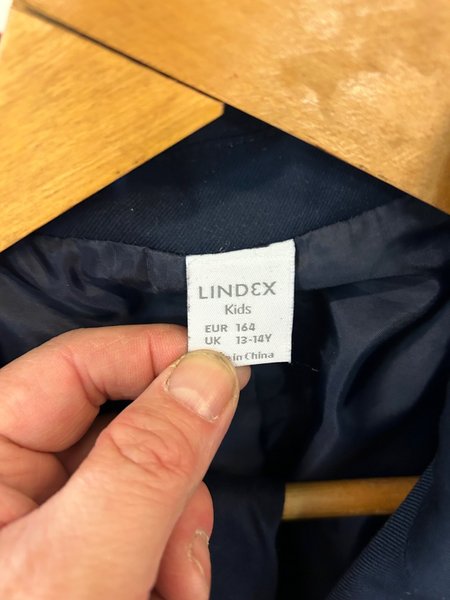 LINDEX
Kids
EUR 164
UK 13-14Y
in China